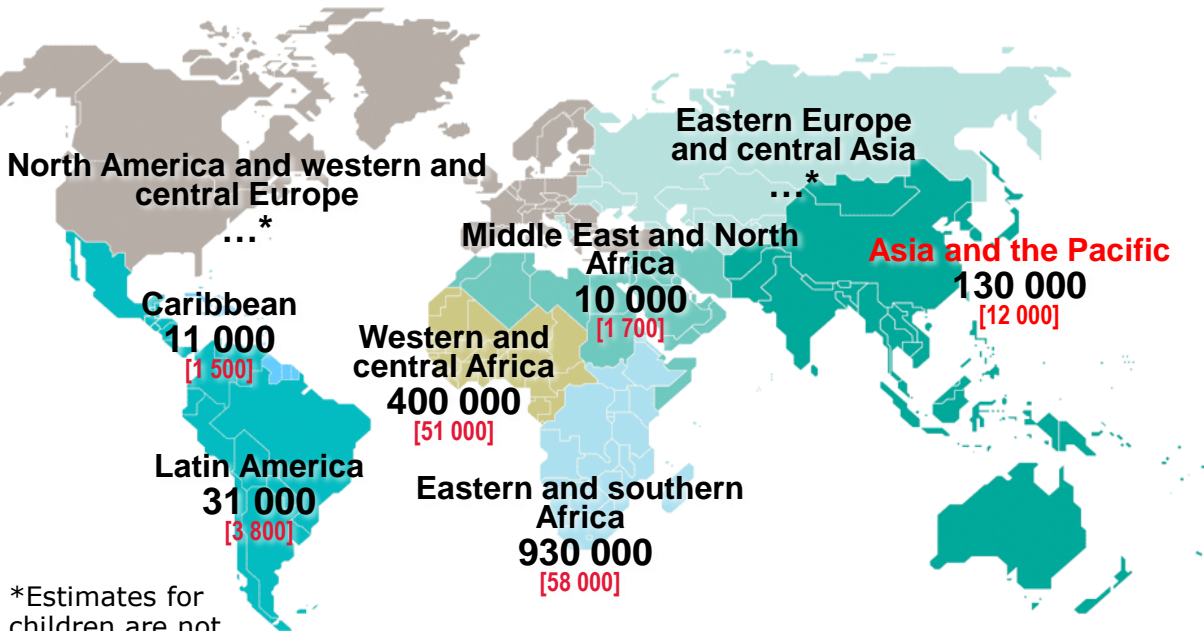 North America and western and
central Europe
...*
Eastern Europe
and central Asia
...*
Middle East and North
Africa
10 000
[1 700]
Asia and the Pacific
130 000
[12 000]
Caribbean
11 000
[1 500]
Western and
central Africa
400 000
[51 000]
Latin America
31 000
[3 800]
Eastern and southern
Africa
930 000
[58 000]
*Estimates for
children are not